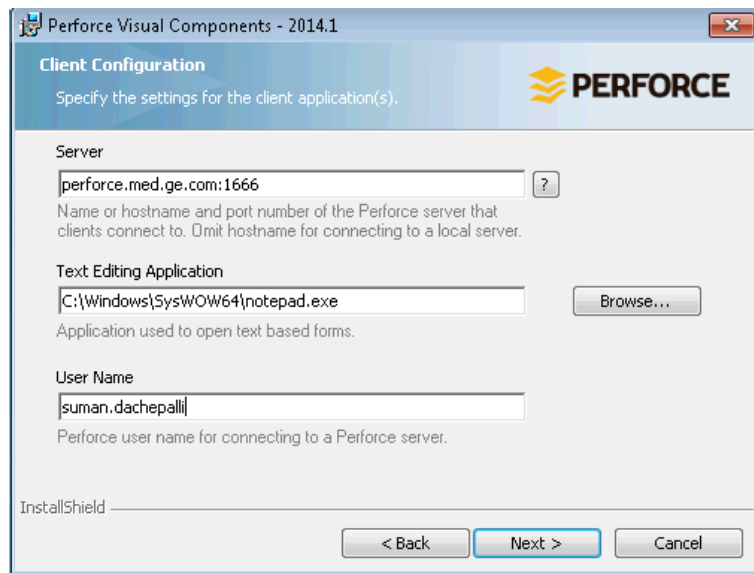 Perforce Visual Components - 2014.1
Client Configuration
Specify the settings for the client application(s).
PERFORCE
Server
perforce.med.ge.com:1666
?
Name or hostname and port number of the Perforce server that
clients connect to. Omit hostname for connecting to a local server.
Text Editing Application
C:\Windows\SysWOW64\notepad.exe
Browse...
Application used to open text based forms.
User Name
suman.dachepalli
Perforce user name for connecting to a Perforce server.
InstallShield
< Back
Next >
Cancel